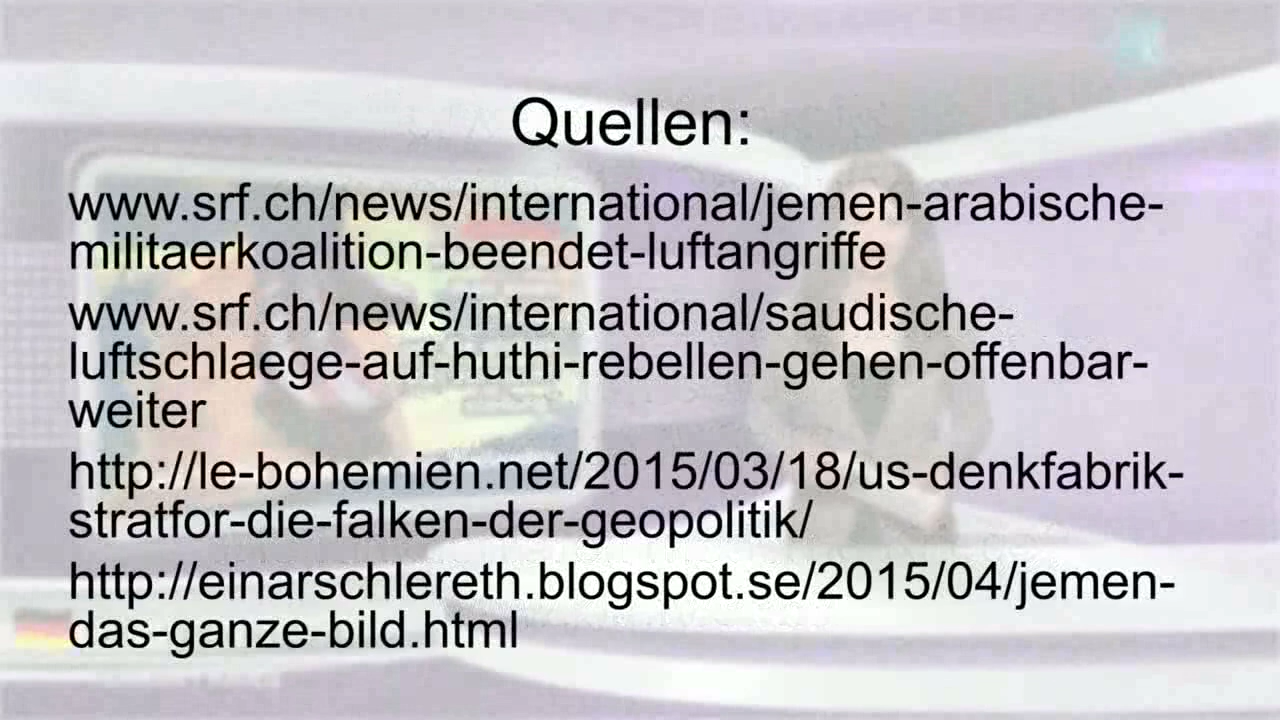 Quellen:
www.srf.ch/news/international/jemen-arabische-
militaerkoalition-beendet-luftangriffe
www.srf.ch/news/international/saudische-
luftschlaege-auf-huthi-rebellen-gehen-offenbar-
weiter
http://le-bohemien.net/2015/03/18/us-denkfabrik-
stratfor-die-falken-der-geopolitik/
http://einarschlereth.blogspot.se/2015/04/jemen-
das-ganze-bild.html